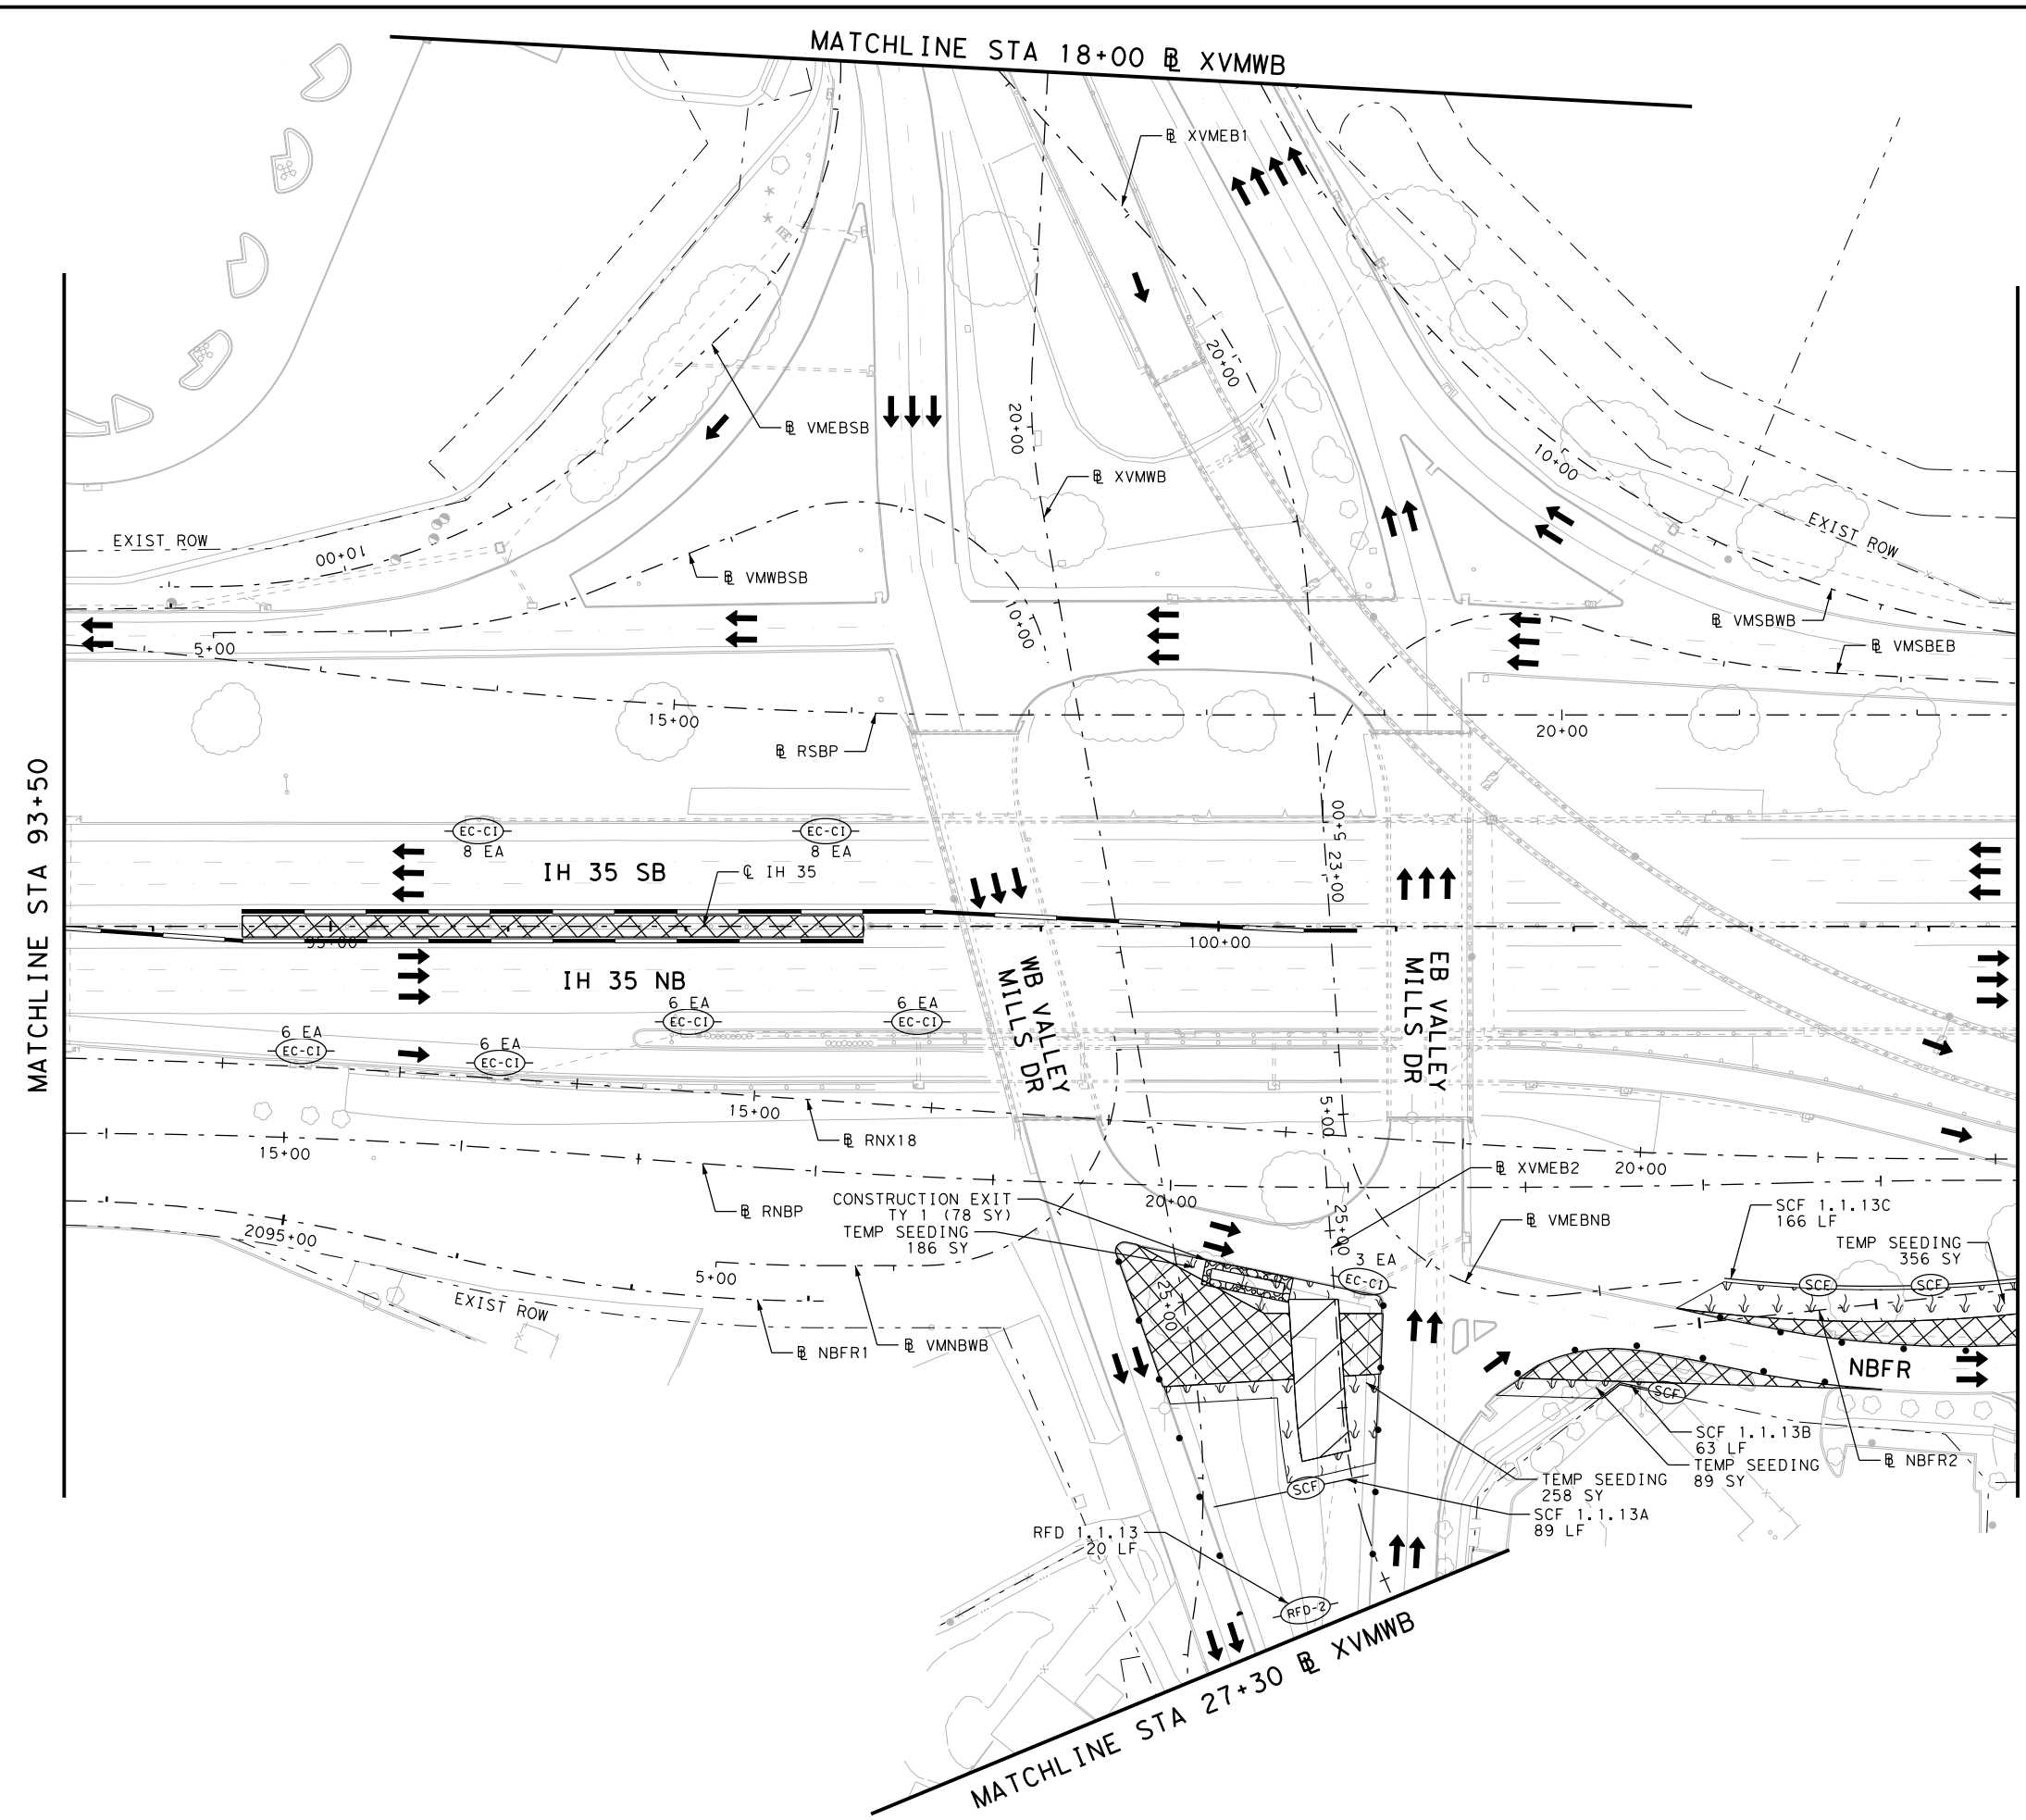 MATCHLINE STA 18+00 ℄ XVMWB
℄ XVMEB1
20+00
℄ VMEBSB
20+00
℄ XVMWB
10+00
EXIST ROW
10+00
EXIST ROW
℄ VMWBSB
10+00
℄ VMSBWB
℄ VMSBEB
5+00
15+00
20+00
℄ RSBP
MATCHLINE STA 93+50
EC-CI
8 EA
EC-CI
8 EA
5+00
23+00
IH 35 SB
℄ IH 35
95+00
100+00
IH 35 NB
WB VALLEY
MILLS DR
EB VALLEY
MILLS DR
6 EA
EC-CI
6 EA
EC-CI
6 EA
EC-CI
6 EA
EC-CI
15+00
5+00
℄ RNX18
15+00
℄ XVMEB2
20+00
℄ RNBP
CONSTRUCTION EXIT
TY 1 (78 SY)
TEMP SEEDING
186 SY
20+00
25+00
℄ VMEBNB
SCF 1.1.13C
166 LF
TEMP SEEDING
356 SY
2095+00
5+00
3 EA
EC-CI
SCF
SCF
EXIST ROW
25+00
℄ NBFR1
℄ VMNBWB
NBFR
SCF
SCF 1.1.13B
63 LF
TEMP SEEDING
89 SY
℄ NBFR2
TEMP SEEDING
258 SY
SCF
SCF 1.1.13A
89 LF
RFD 1.1.13
20 LF
RFD-2
MATCHLINE STA 27+30 ℄ XVMWB